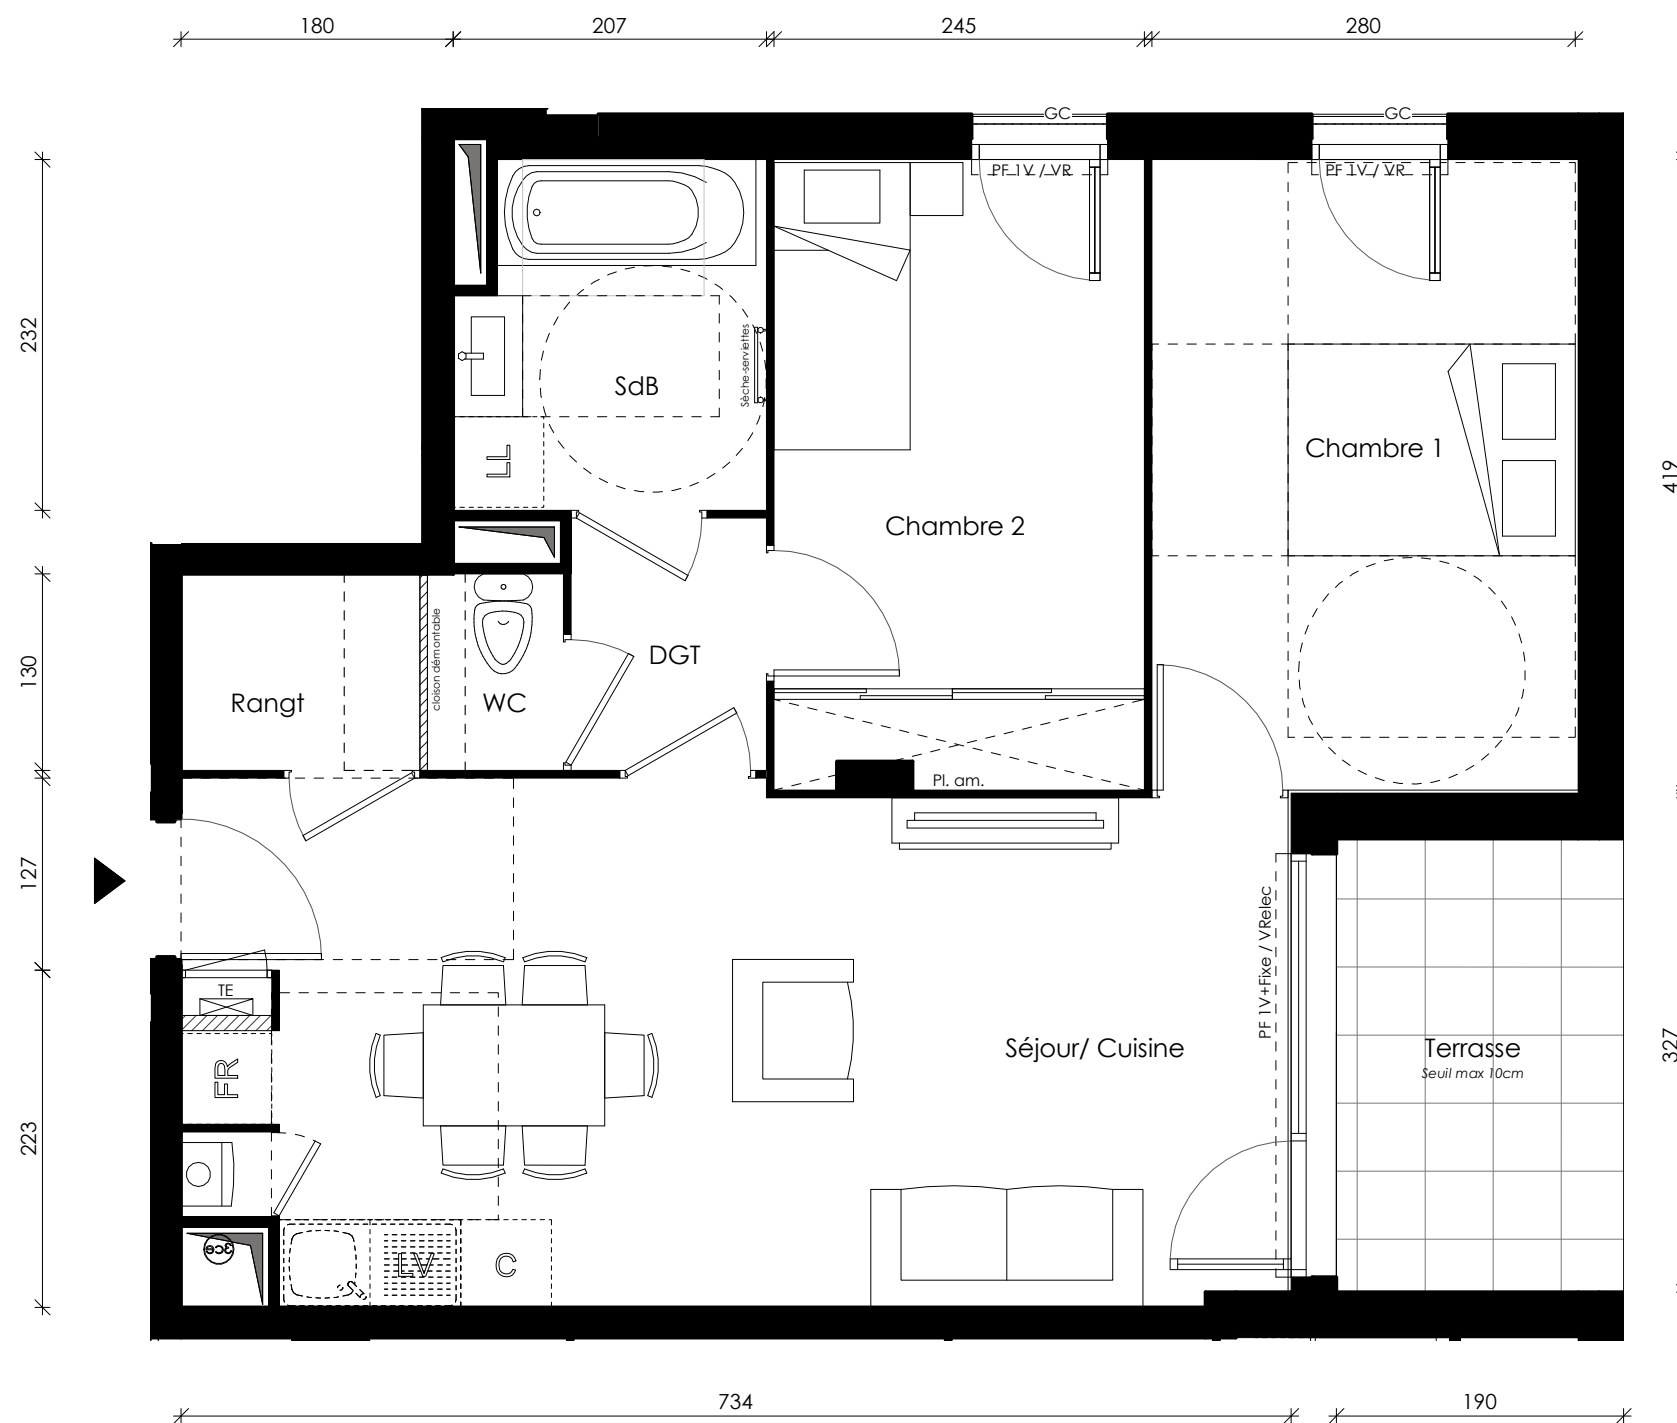 180
207
245
280
GC
GC
PF 1V / VR
PF 1V / VR
232
Sèche-serviettes
SdB
Chambre 1
419
LL
Chambre 2
130
cloison démontable
DGT
Rangt
WC
Pl. am.
127
PF 1V+Fixe / VRelec
TE
Séjour/ Cuisine
Terrasse
327
Seuil max 10cm
FR
223
3ce
LV
C
734
190